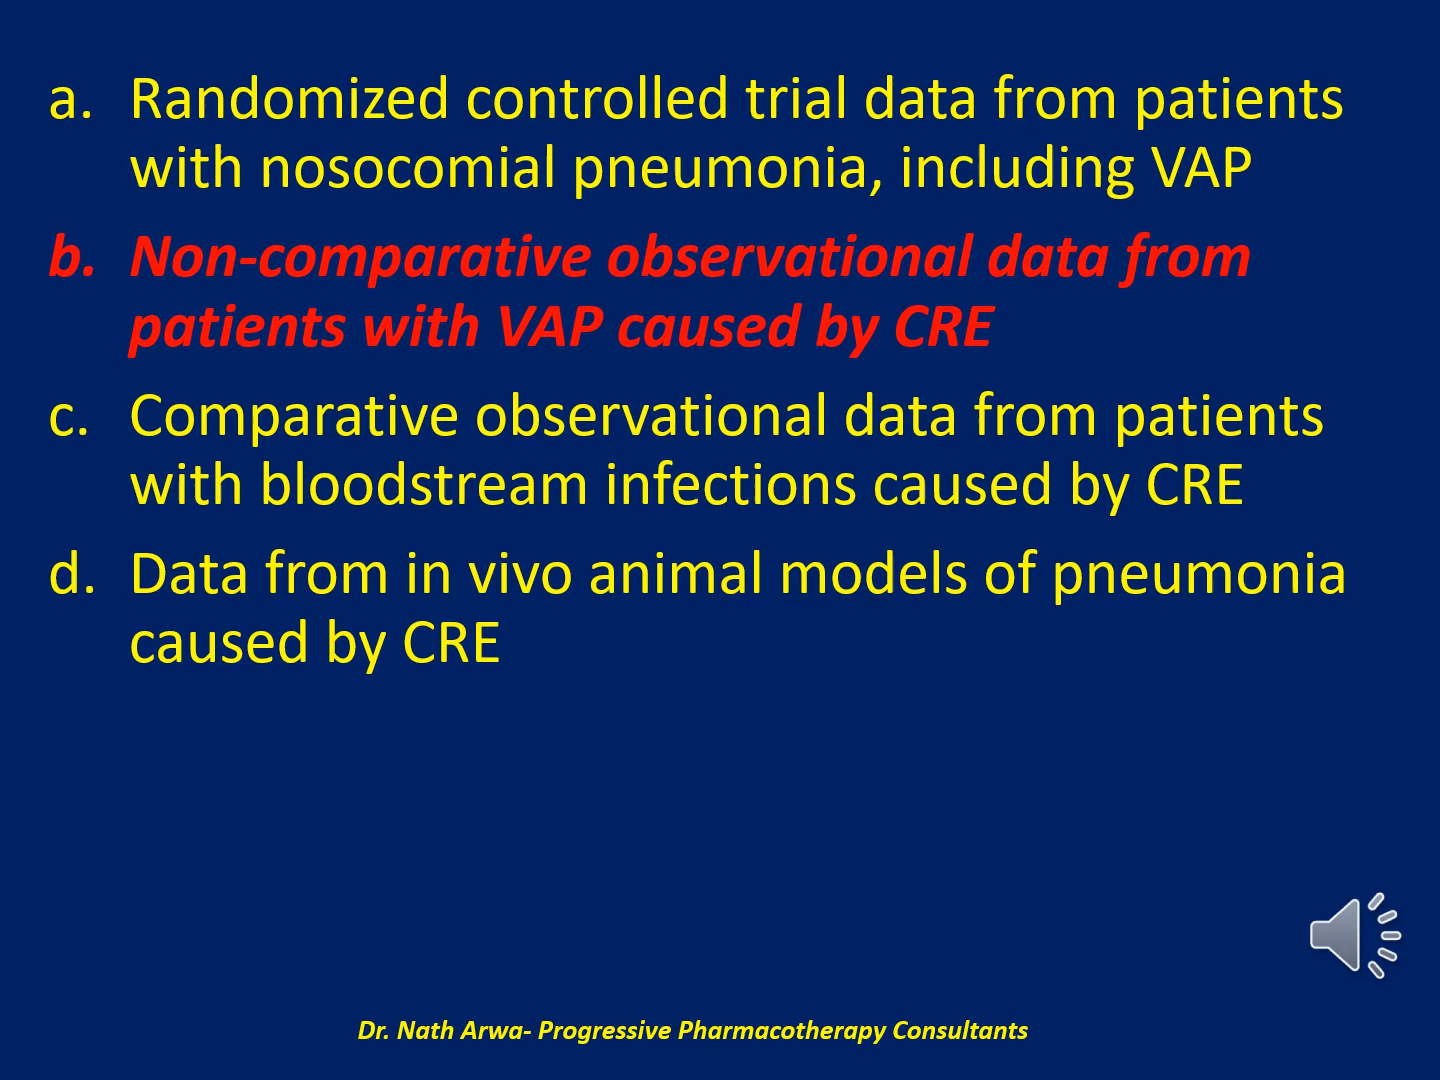 a. Randomized controlled trial data from patients
with nosocomial pneumonia, including VAP
b. Non-comparative observational data from
patients with VAP caused by CRE
c. Comparative observational data from patients
with bloodstream infections caused by CRE
d. Data from in vivo animal models of pneumonia
caused by CRE
Dr. Nath Arwa- Progressive Pharmacotherapy Consultants